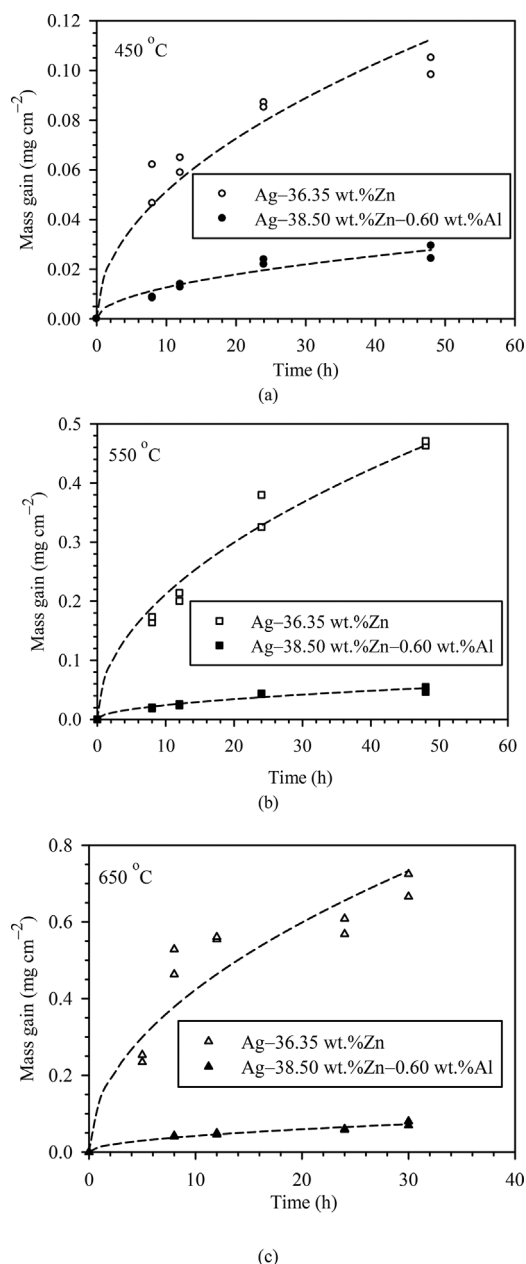 450 °C
0.12
0.10
0.08
0.06
0.04
0.02
0.00
Mass gain (mg cm⁻²)
Ag–36.35 wt.%Zn
Ag–38.50 wt.%Zn–0.60 wt.%Al
0 10 20 30 40 50 60
Time (h)
(a)
550 °C
0.5
0.4
0.3
0.2
0.1
0.0
Mass gain (mg cm⁻²)
Ag–36.35 wt.%Zn
Ag–38.50 wt.%Zn–0.60 wt.%Al
0 10 20 30 40 50 60
Time (h)
(b)
650 °C
0.8
0.6
0.4
0.2
0.0
Mass gain (mg cm⁻²)
Ag–36.35 wt.%Zn
Ag–38.50 wt.%Zn–0.60 wt.%Al
0 10 20 30 40
Time (h)
(c)